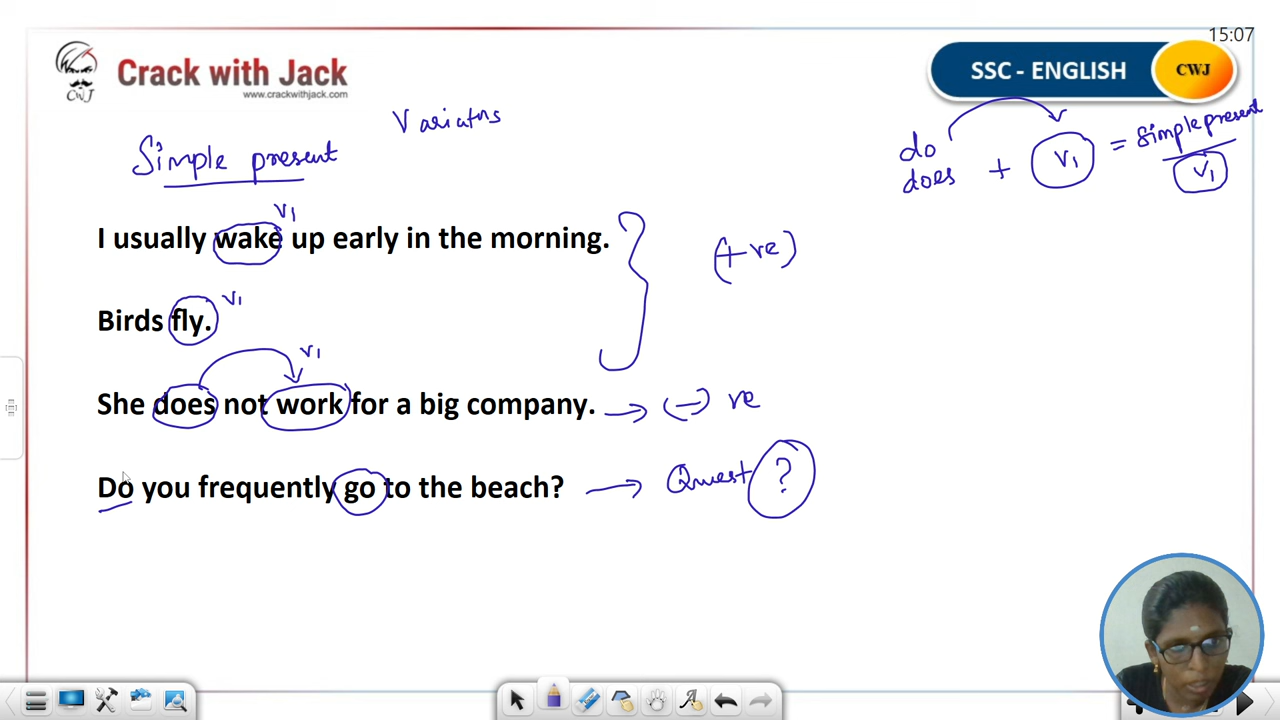 15:07
Crack with Jack
www.crackwithjack.com
CWJ
SSC - ENGLISH
CWJ
Variators
Simple present
do
does + V1 = Simple present
V1
V1
I usually wake up early in the morning.
(+ve)
V1
Birds fly.
V1
She does not work for a big company. → (-) ve
Do you frequently go to the beach? → Quest ?